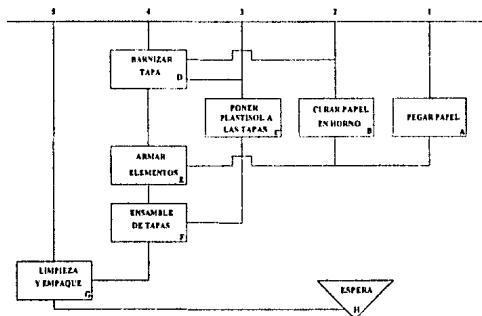 5 4 3 2 1
BARNIZAR
TAPA
D
PONER
PLASTISOL A
LAS TAPAS
C
CURAR PAPEL
EN HORNO
B
PEGAR PAPEL
A
ARMAR
ELEMENTOS
E
ENSAMBLE
DE TAPAS
F
LIMPIEZA
Y EMPAQUE
G
ESPERA
H